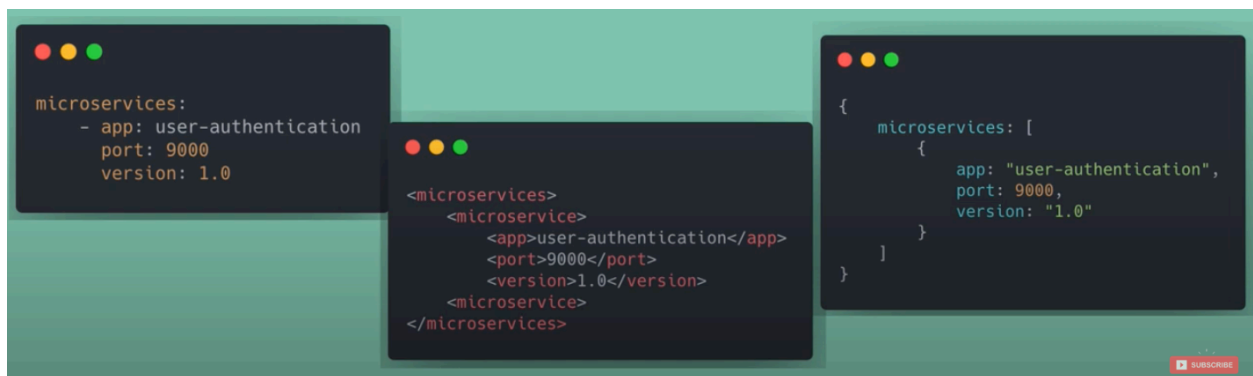 microservices:
    - app: user-authentication
      port: 9000
      version: 1.0
<microservices>
    <microservice>
        <app>user-authentication</app>
        <port>9000</port>
        <version>1.0</version>
    <microservice>
</microservices>
{
    microservices: [
        {
            app: "user-authentication",
            port: 9000,
            version: "1.0"
        }
    ]
}
SUBSCRIBE